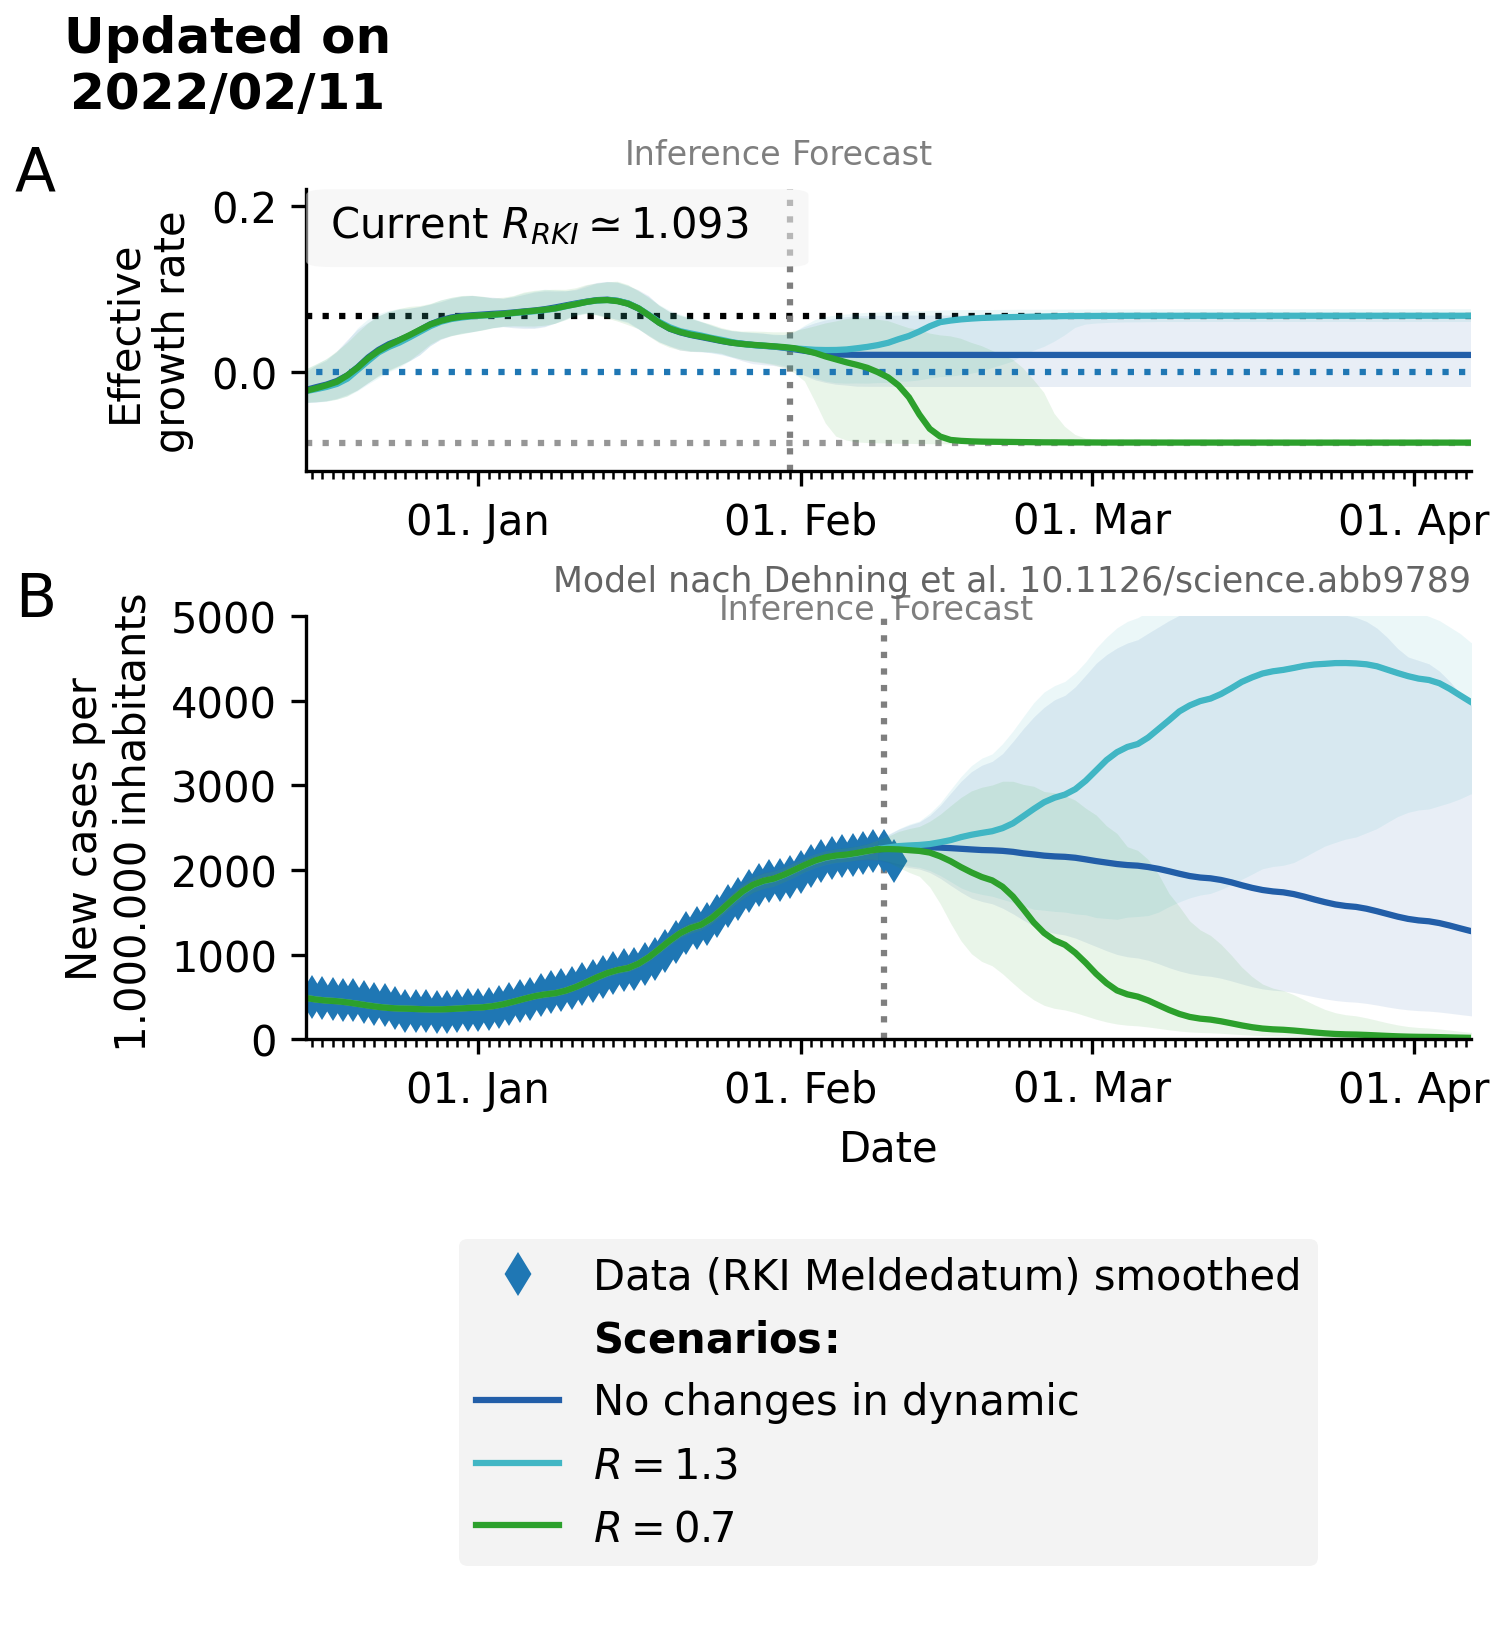 Updated on
2022/02/11
A
Inference Forecast
Effective
growth rate
0.2
0.0
Current R_RKI ≃ 1.093
01. Jan
01. Feb
01. Mar
01. Apr
Model nach Dehning et al. 10.1126/science.abb9789
B
Inference Forecast
New cases per
1.000.000 inhabitants
5000
4000
3000
2000
1000
0
01. Jan
01. Feb
01. Mar
01. Apr
Date
Data (RKI Meldedatum) smoothed
Scenarios:
No changes in dynamic
R = 1.3
R = 0.7